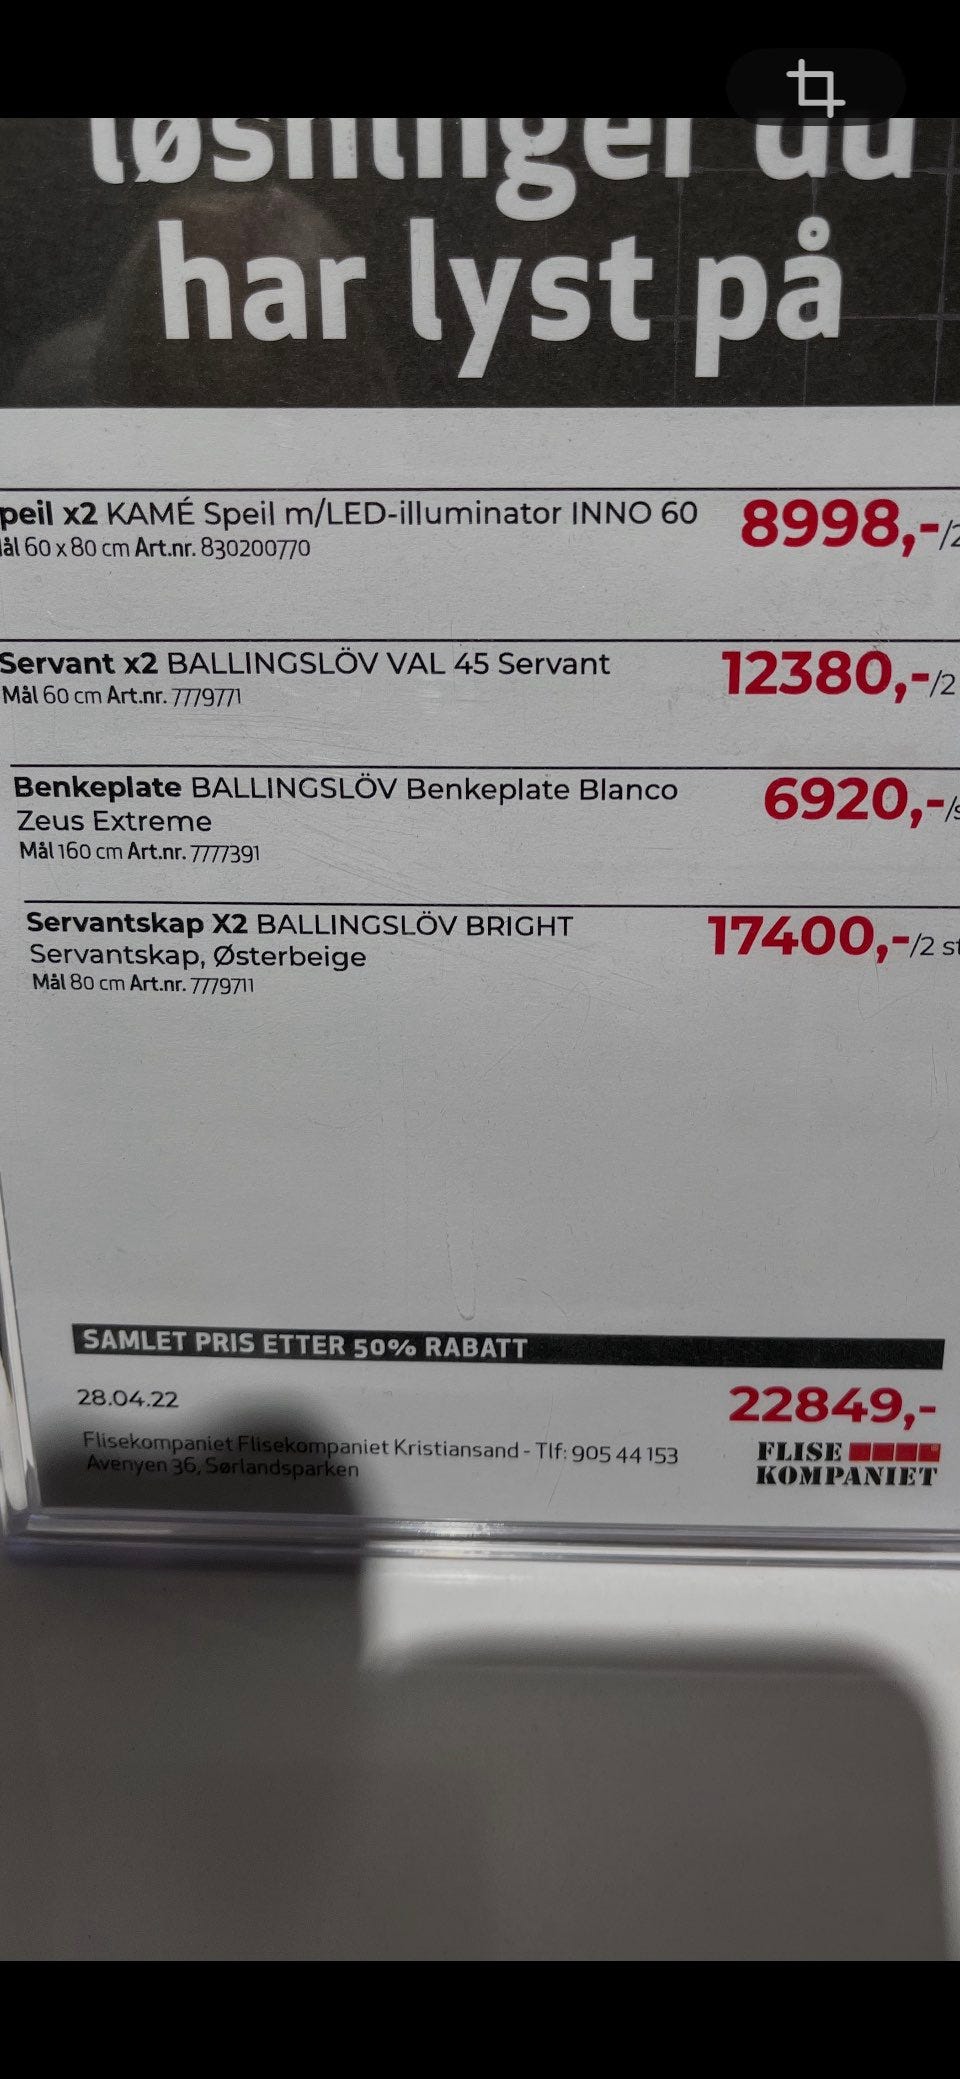 løsninger du
har lyst på
peil x2 KAMÉ Speil m/LED-illuminator INNO 60
8998,-/2
ål 60 x 80 cm Art.nr. 830200770
Servant x2 BALLINGSLÖV VAL 45 Servant
12380,-/2
Mål 60 cm Art.nr. 7779771
Benkeplate BALLINGSLÖV Benkeplate Blanco
6920,-/s
Zeus Extreme
Mål 160 cm Art.nr. 7777391
Servantskap X2 BALLINGSLÖV BRIGHT
17400,-/2 st
Servantskap, Østerbeige
Mål 80 cm Art.nr. 7779711
SAMLET PRIS ETTER 50% RABATT
28.04.22
22849,-
Flisekompaniet Flisekompaniet Kristiansand - Tlf: 905 44 153
Avenyen 36, Sørlandsparken
FLISE
KOMPANIET